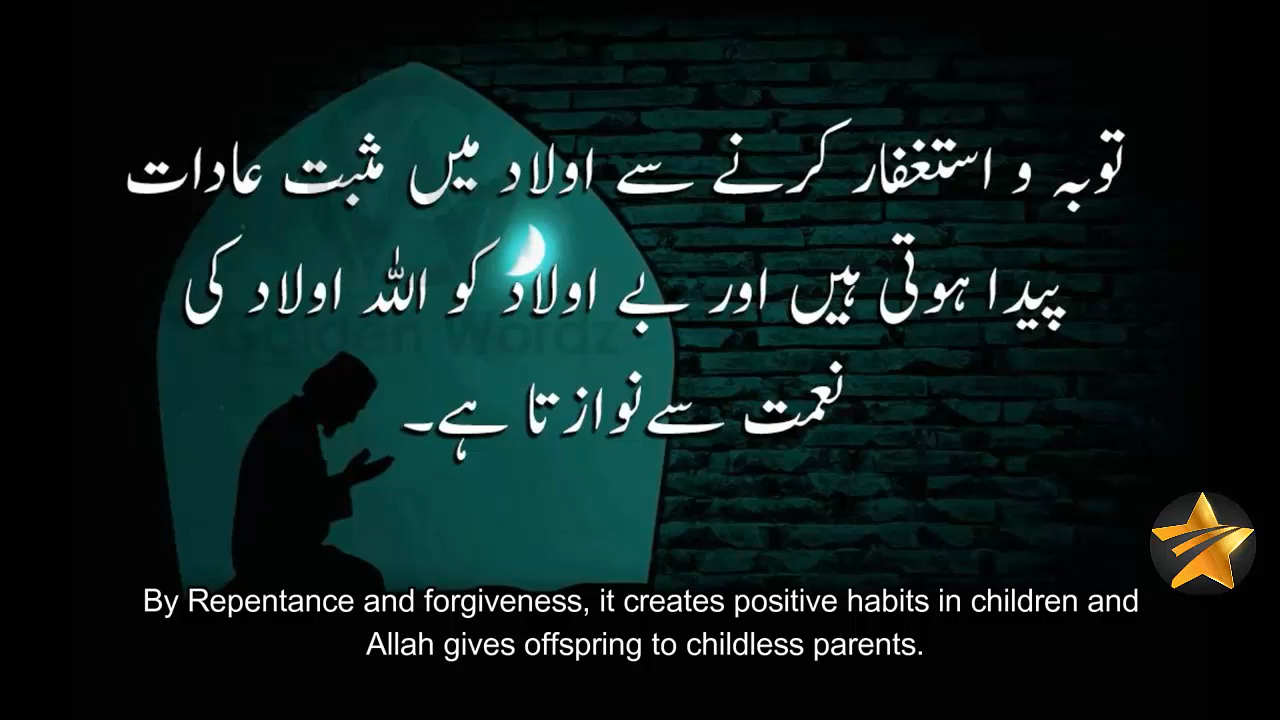 توبہ و استغفار کرنے سے اولاد میں مثبت عادات
پیدا ہوتی ہیں اور بے اولاد کو اللہ اولاد کی
نعمت سے نوازتا ہے۔
Golden Wordz
By Repentance and forgiveness, it creates positive habits in children and
Allah gives offspring to childless parents.